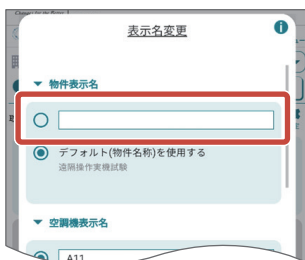 表示名変更
i
▼ 物件表示名
デフォルト(物件名称)を使用する
遠隔操作実機試験
▼ 空調機表示名
A11